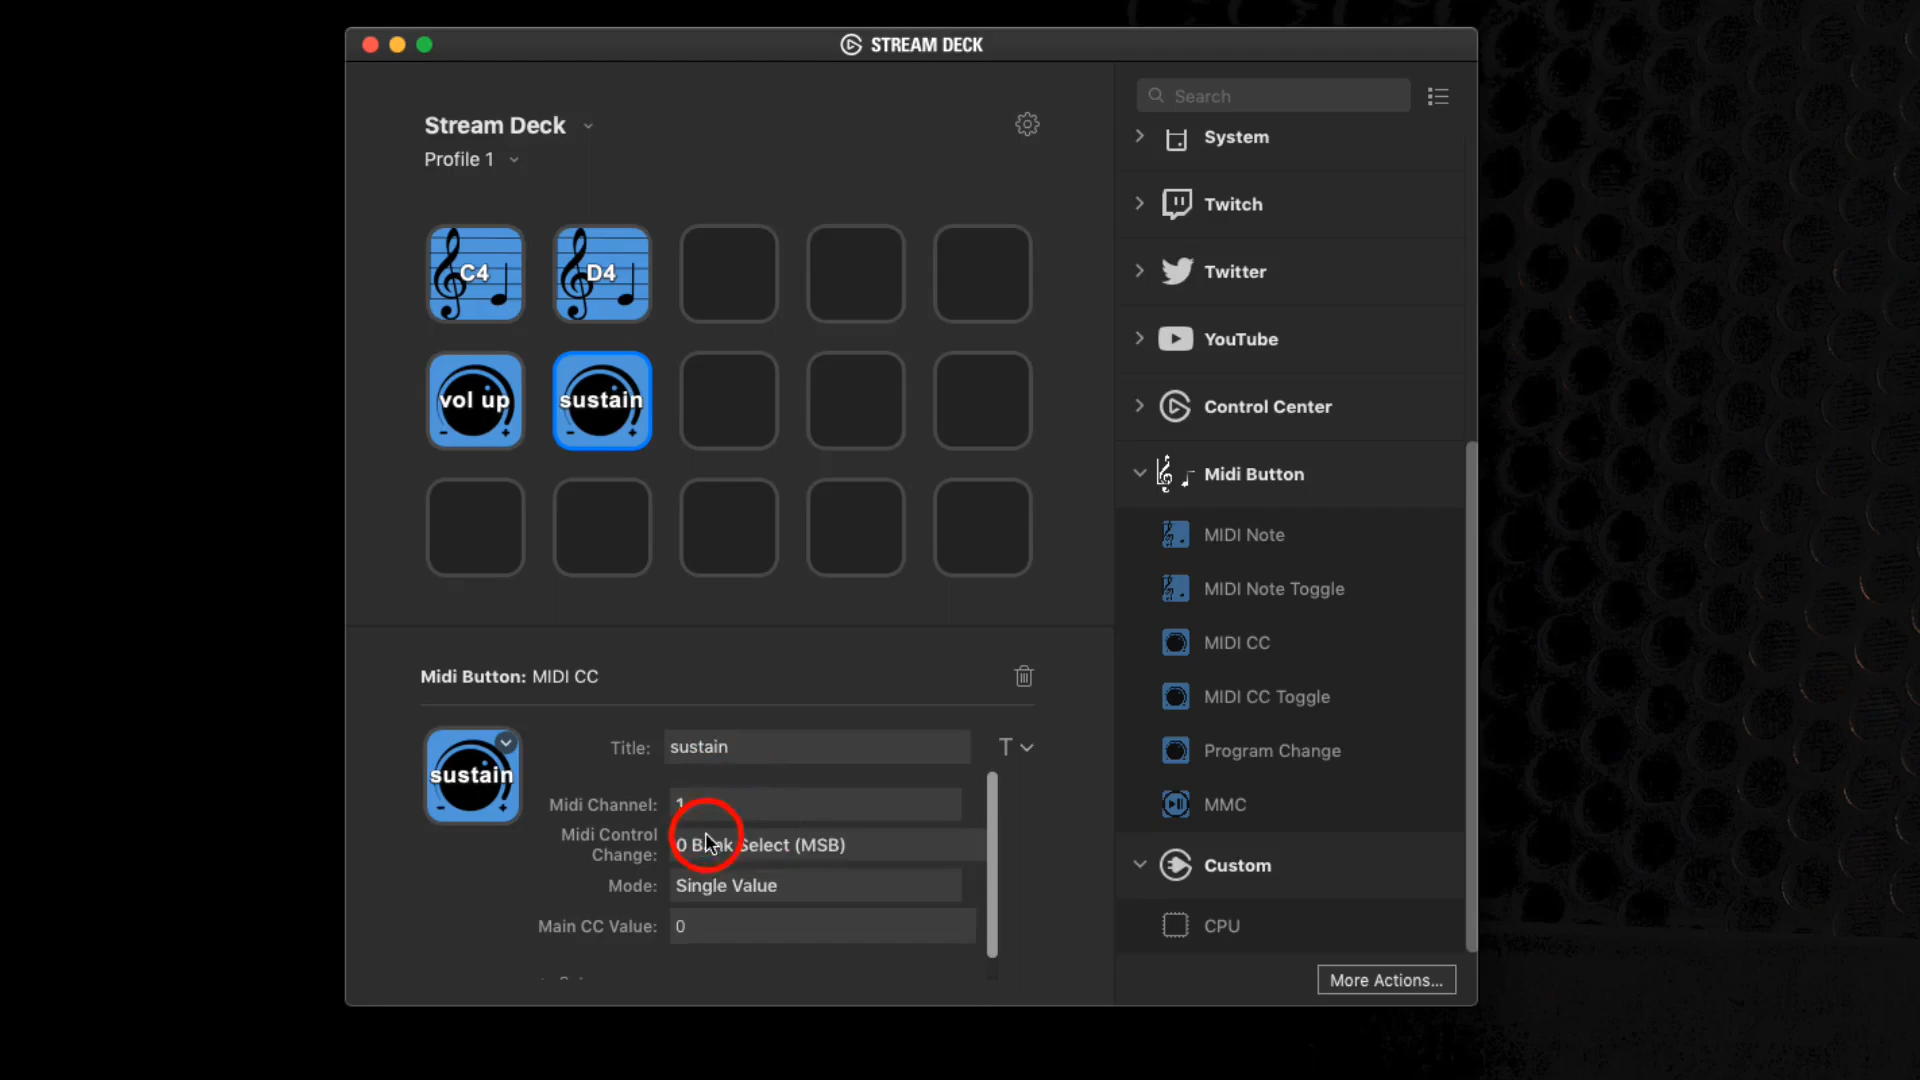 STREAM DECK
Stream Deck
Profile 1
C4
D4
vol up
sustain
Midi Button: MIDI CC
sustain
Title: sustain
T
Midi Channel: 1
Midi Control Change: 0 Bank Select (MSB)
Mode: Single Value
Main CC Value: 0
Search
System
Twitch
Twitter
YouTube
Control Center
Midi Button
MIDI Note
MIDI Note Toggle
MIDI CC
MIDI CC Toggle
Program Change
MMC
Custom
CPU
More Actions...